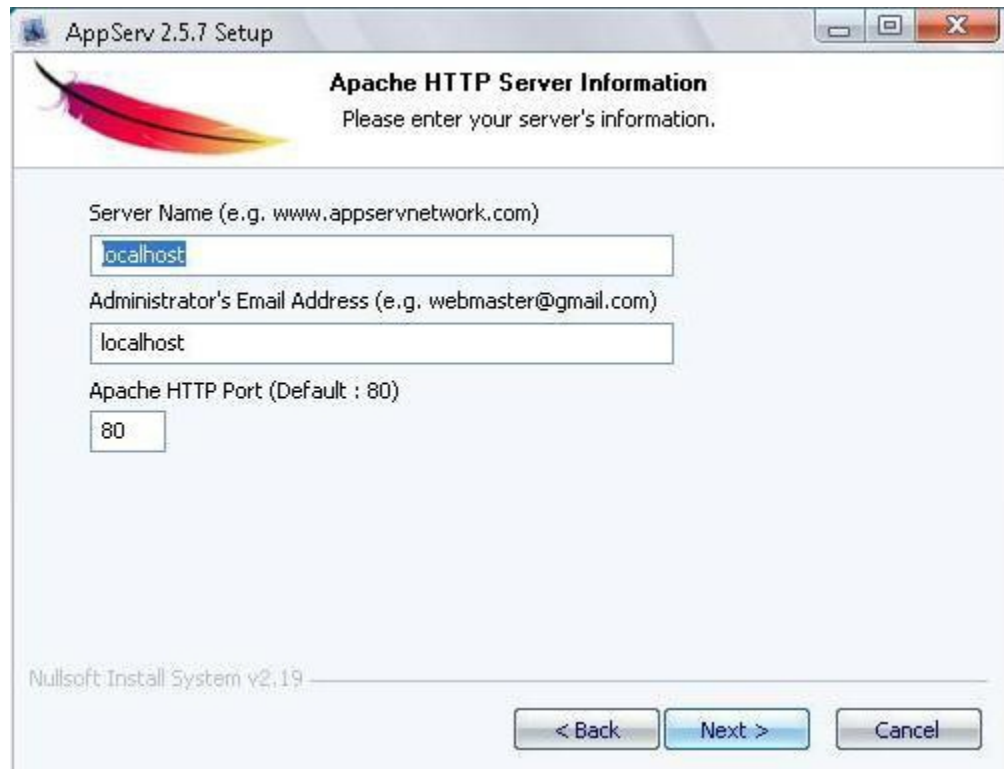 AppServ 2.5.7 Setup
Apache HTTP Server Information
Please enter your server's information.
Server Name (e.g. www.appservnetwork.com)
localhost
Administrator's Email Address (e.g. webmaster@gmail.com)
localhost
Apache HTTP Port (Default : 80)
80
Nullsoft Install System v2.19
< Back Next > Cancel